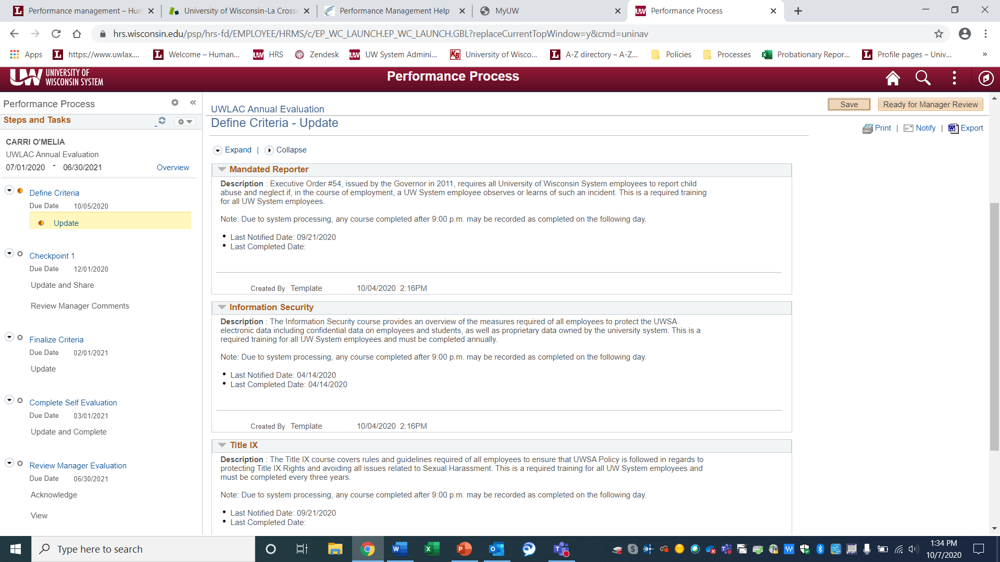 Performance management – Hum
University of Wisconsin-La Crosse
Performance Management Help
MyUW
Performance Process
hrs.wisconsin.edu/psp/hrs-fd/EMPLOYEE/HRMS/c/EP_WC_LAUNCH.EP_WC_LAUNCH.GBL?replaceCurrentTopWindow=y&cmd=uninav
Apps
https://www.uwlax....
Welcome – Human...
HRS
Zendesk
UW System Admini...
University of Wisco...
A-Z directory – A-Z...
Policies
Processes
Probationary Repor...
Profile pages – Univ...
»
UW UNIVERSITY OF
WISCONSIN SYSTEM
Performance Process
Performance Process
Steps and Tasks
CARRI O'MELIA
UWLAC Annual Evaluation
07/01/2020 - 06/30/2021 Overview
Define Criteria
Due Date 10/05/2020
Update
Checkpoint 1
Due Date 12/01/2020
Update and Share
Review Manager Comments
Finalize Criteria
Due Date 02/01/2021
Update
Complete Self Evaluation
Due Date 03/01/2021
Update and Complete
Review Manager Evaluation
Due Date 06/30/2021
Acknowledge
View
Save
Ready for Manager Review
UWLAC Annual Evaluation
Define Criteria - Update
Print | Notify | Export
Expand | Collapse
Mandated Reporter
Description : Executive Order #54, issued by the Governor in 2011, requires all University of Wisconsin System employees to report child
abuse and neglect if, in the course of employment, a UW System employee observes or learns of such an incident. This is a required training
for all UW System employees.
Note: Due to system processing, any course completed after 9:00 p.m. may be recorded as completed on the following day.
• Last Notified Date: 09/21/2020
• Last Completed Date:
Created By Template 10/04/2020 2:16PM
Information Security
Description : The Information Security course provides an overview of the measures required of all employees to protect the UWSA
electronic data including confidential data on employees and students, as well as proprietary data owned by the university system. This is a
required training for all UW System employees and must be completed annually.
Note: Due to system processing, any course completed after 9:00 p.m. may be recorded as completed on the following day.
• Last Notified Date: 04/14/2020
• Last Completed Date: 04/14/2020
Created By Template 10/04/2020 2:16PM
Title IX
Description : The Title IX course covers rules and guidelines required of all employees to ensure that UWSA Policy is followed in regards to
protecting Title IX Rights and avoiding all issues related to Sexual Harassment. This is a required training for all UW System employees and
must be completed every three years.
Note: Due to system processing, any course completed after 9:00 p.m. may be recorded as completed on the following day.
• Last Notified Date: 09/21/2020
• Last Completed Date:
Type here to search
1:34 PM
10/7/2020